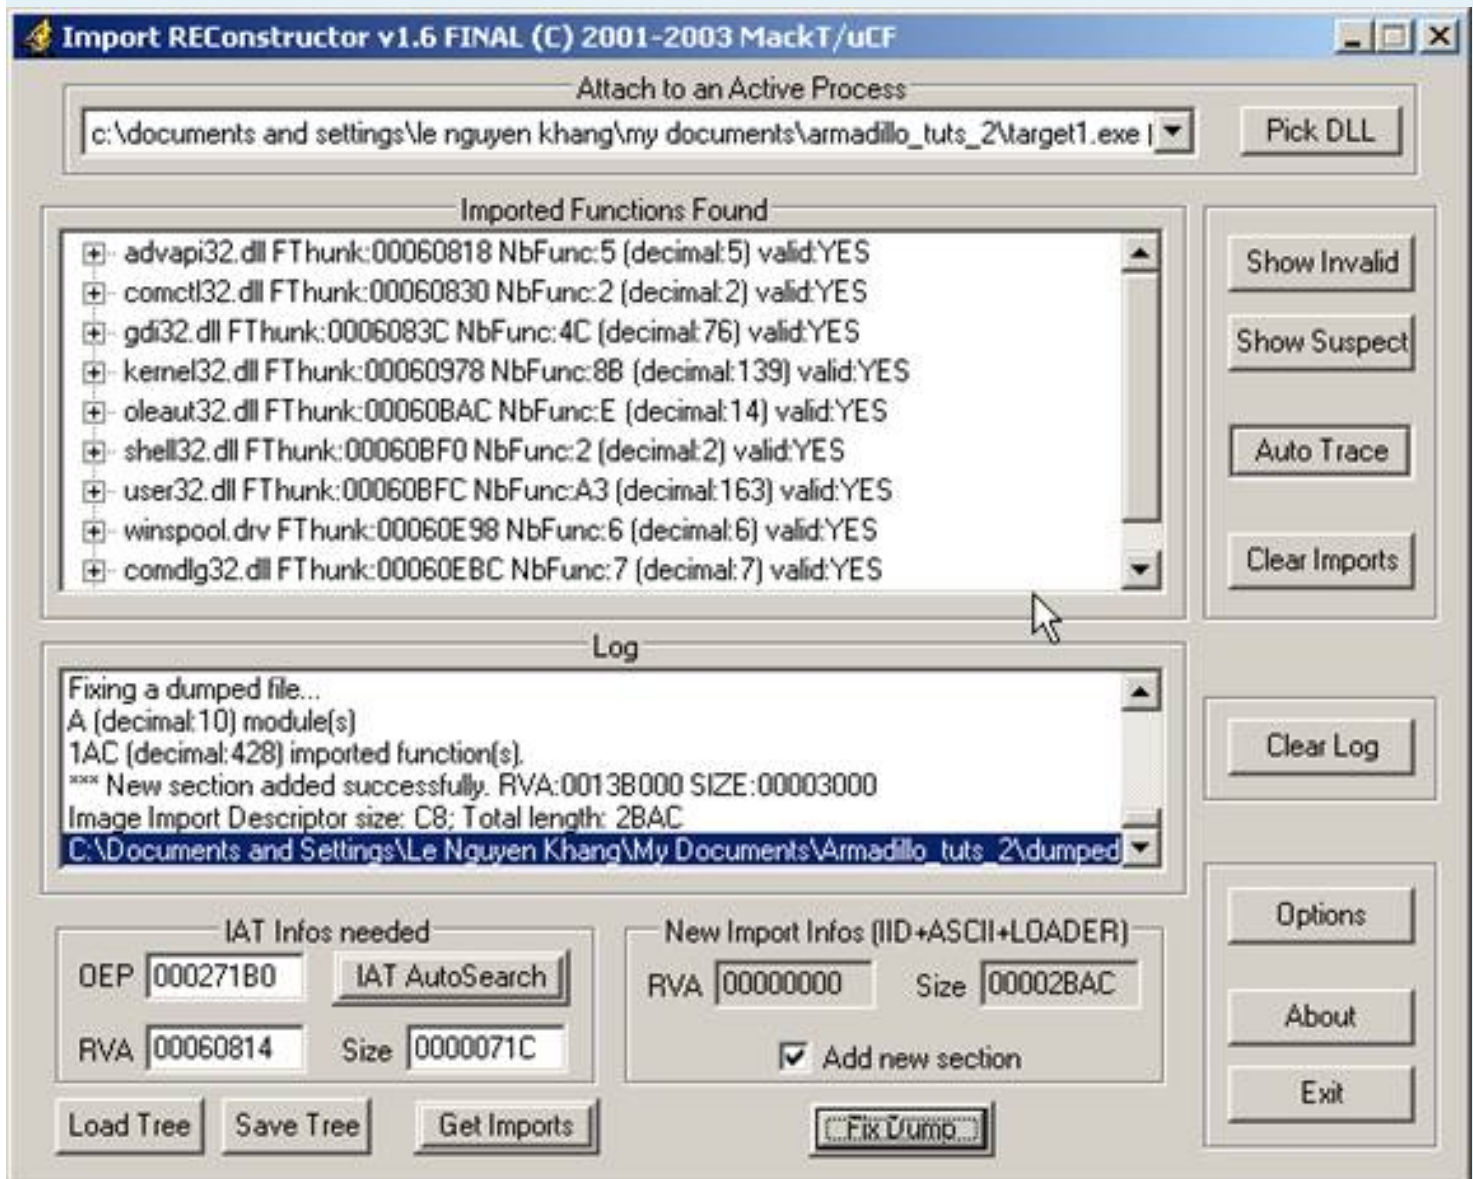 Import REConstructor v1.6 FINAL (C) 2001-2003 MackT/uCF
Attach to an Active Process
c:\documents and settings\le nguyen khang\my documents\armadillo_tuts_2\target1.exe (
Pick DLL
Imported Functions Found
advapi32.dll FThunk:00060818 NbFunc:5 (decimal:5) valid:YES
comctl32.dll FThunk:00060830 NbFunc:2 (decimal:2) valid:YES
gdi32.dll FThunk:0006083C NbFunc:4C (decimal:76) valid:YES
kernel32.dll FThunk:00060978 NbFunc:8B (decimal:139) valid:YES
oleaut32.dll FThunk:00060BAC NbFunc:E (decimal:14) valid:YES
shell32.dll FThunk:00060BF0 NbFunc:2 (decimal:2) valid:YES
user32.dll FThunk:00060BFC NbFunc:A3 (decimal:163) valid:YES
winspool.drv FThunk:00060E98 NbFunc:6 (decimal:6) valid:YES
comdlg32.dll FThunk:00060EBC NbFunc:7 (decimal:7) valid:YES
Show Invalid
Show Suspect
Auto Trace
Clear Imports
Log
Fixing a dumped file...
A (decimal:10) module(s)
1AC (decimal:428) imported function(s).
*** New section added successfully. RVA:0013B000 SIZE:00003000
Image Import Descriptor size: C8; Total length: 2BAC
C:\Documents and Settings\Le Nguyen Khang\My Documents\Armadillo_tuts_2\dumped
Clear Log
IAT Infos needed
OEP 000271B0 IAT AutoSearch
RVA 00060814 Size 0000071C
New Import Infos (IID+ASCII+LOADER)
RVA 00000000 Size 00002BAC
Add new section
Options
About
Exit
Load Tree Save Tree Get Imports Fix Dump